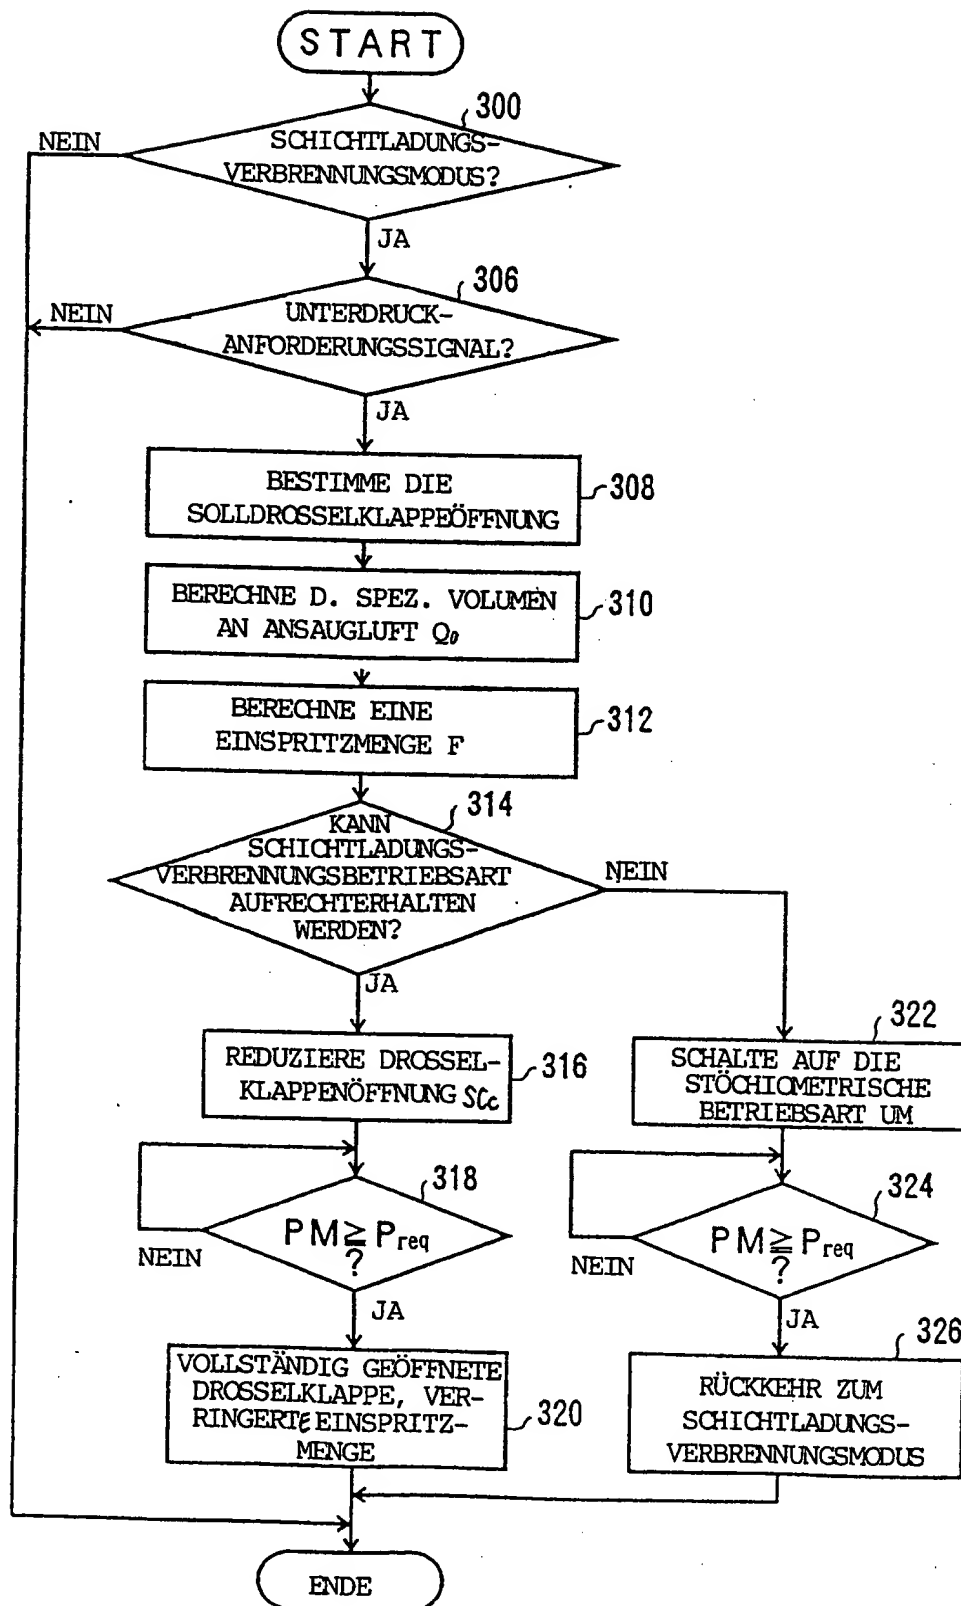 START
300
NEIN
SCHICHTLADUNGS-
VERBRENNUNGSMODUS?
JA
306
NEIN
UNTERDRUCK-
ANFORDERUNGSSIGNAL?
JA
BESTIMME DIE
SOLLDROSSELKLAPPEÖFFNUNG
308
BERECHNE D. SPEZ. VOLUMEN
AN ANSAUGLUFT Q₀
310
BERECHNE EINE
EINSPRITZMENGE F
312
314
KANN
SCHICHTLADUNGS-
VERBRENNUNGSBETRIEBSART
AUFRECHTERHALTEN
WERDEN?
NEIN
JA
REDUZIERE DROSSEL-
KLAPPENÖFFNUNG
316
322
SCHALTE AUF DIE
STÖCHIOMETRISCHE
BETRIEBSART UM
318
PM ≧ Preq
?
NEIN
JA
324
PM ≧ Preq
?
NEIN
JA
VOLLSTÄNDIG GEÖFFNETE
DROSSELKLAPPE, VER-
RINGERTE EINSPRITZ-
MENGE
320
326
RÜCKKEHR ZUM
SCHICHTLADUNGS-
VERBRENNUNGSMODUS
ENDE